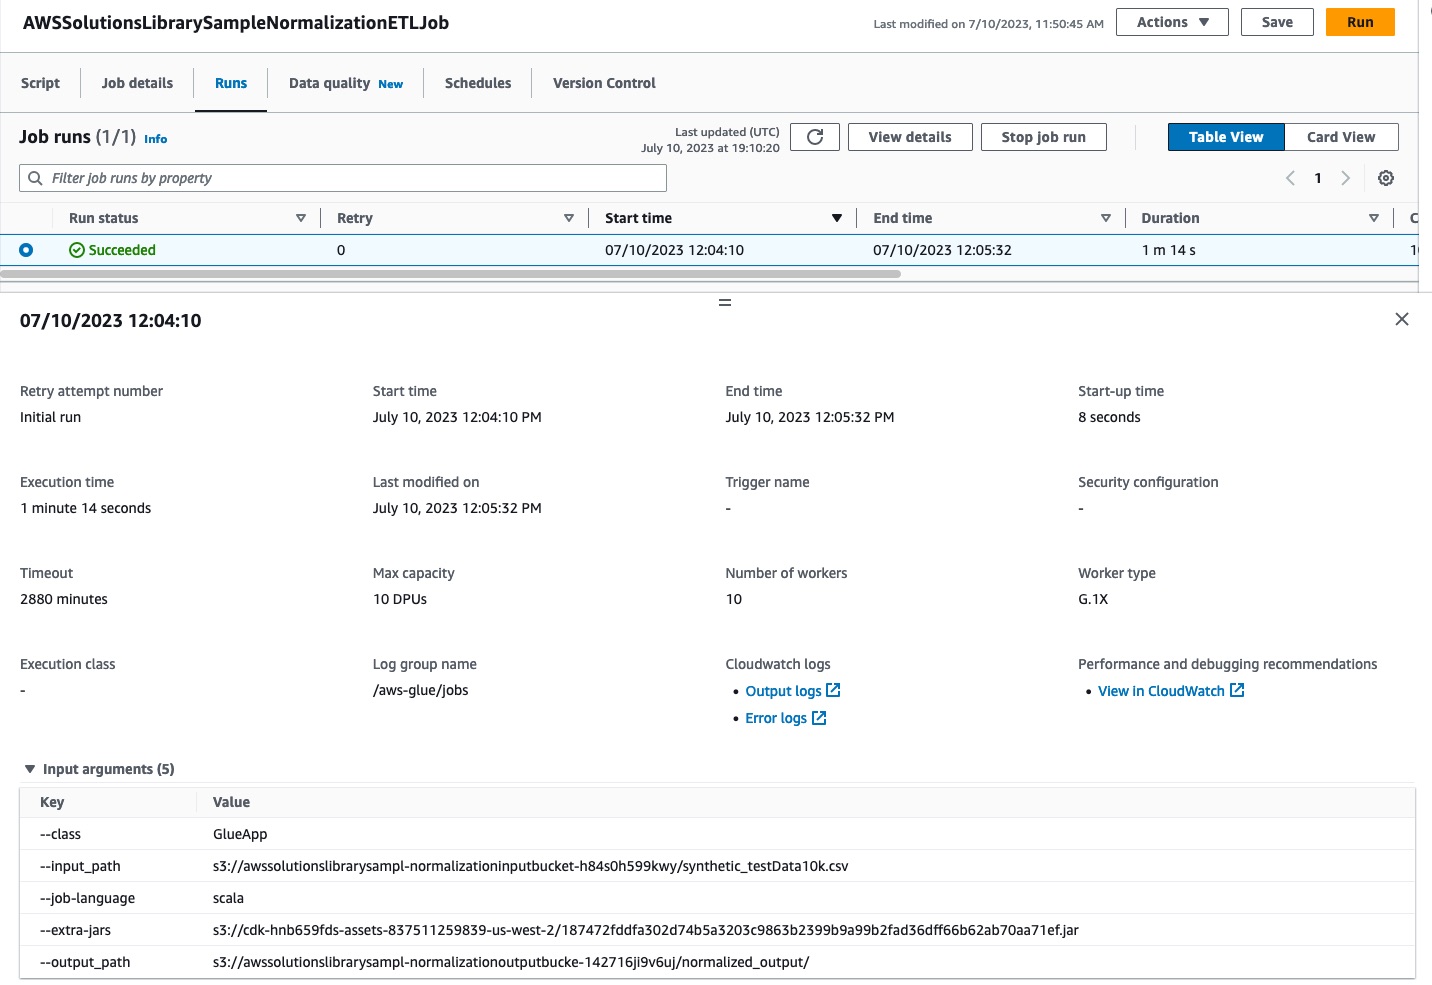 AWSSolutionsLibrarySampleNormalizationETLJob
Last modified on 7/10/2023, 11:50:45 AM
Actions
Save
Run
Script
Job details
Runs
Data quality New
Schedules
Version Control
Job runs (1/1) Info
Last updated (UTC)
July 10, 2023 at 19:10:20
View details
Stop job run
Table View
Card View
Filter job runs by property
1
Run status Retry Start time End time Duration
Succeeded 0 07/10/2023 12:04:10 07/10/2023 12:05:32 1 m 14 s
07/10/2023 12:04:10
Retry attempt number Start time End time Start-up time
Initial run July 10, 2023 12:04:10 PM July 10, 2023 12:05:32 PM 8 seconds
Execution time Last modified on Trigger name Security configuration
1 minute 14 seconds July 10, 2023 12:05:32 PM - -
Timeout Max capacity Number of workers Worker type
2880 minutes 10 DPUs 10 G.1X
Execution class Log group name Cloudwatch logs Performance and debugging recommendations
- /aws-glue/jobs • Output logs • View in CloudWatch
• Error logs
Input arguments (5)
Key Value
--class GlueApp
--input_path s3://awssolutionslibrarysampl-normalizationinputbucket-h84s0h599kwy/synthetic_testData10k.csv
--job-language scala
--extra-jars s3://cdk-hnb659fds-assets-837511259839-us-west-2/187472fddfa302d74b5a3203c9863b2399b9a99b2fad36dff66b62ab70aa71ef.jar
--output_path s3://awssolutionslibrarysampl-normalizationoutputbucke-142716ji9v6uj/normalized_output/